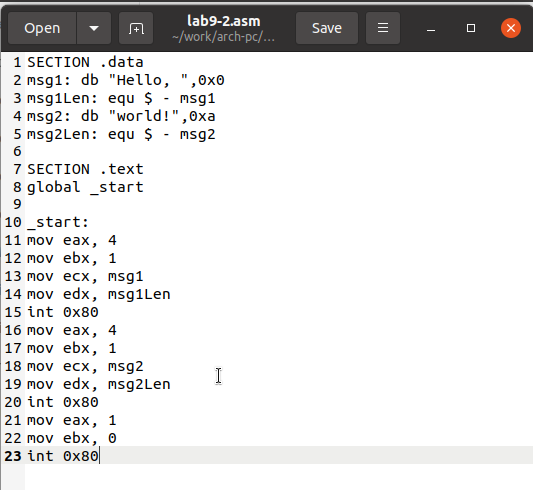 lab9-2.asm
Open
~/work/arch-pc/...
Save
1 SECTION .data
2 msg1: db "Hello, ",0x0
3 msg1Len: equ $ - msg1
4 msg2: db "world!",0xa
5 msg2Len: equ $ - msg2
6
7 SECTION .text
8 global _start
9
10 _start:
11 mov eax, 4
12 mov ebx, 1
13 mov ecx, msg1
14 mov edx, msg1Len
15 int 0x80
16 mov eax, 4
17 mov ebx, 1
18 mov ecx, msg2
19 mov edx, msg2Len
20 int 0x80
21 mov eax, 1
22 mov ebx, 0
23 int 0x80